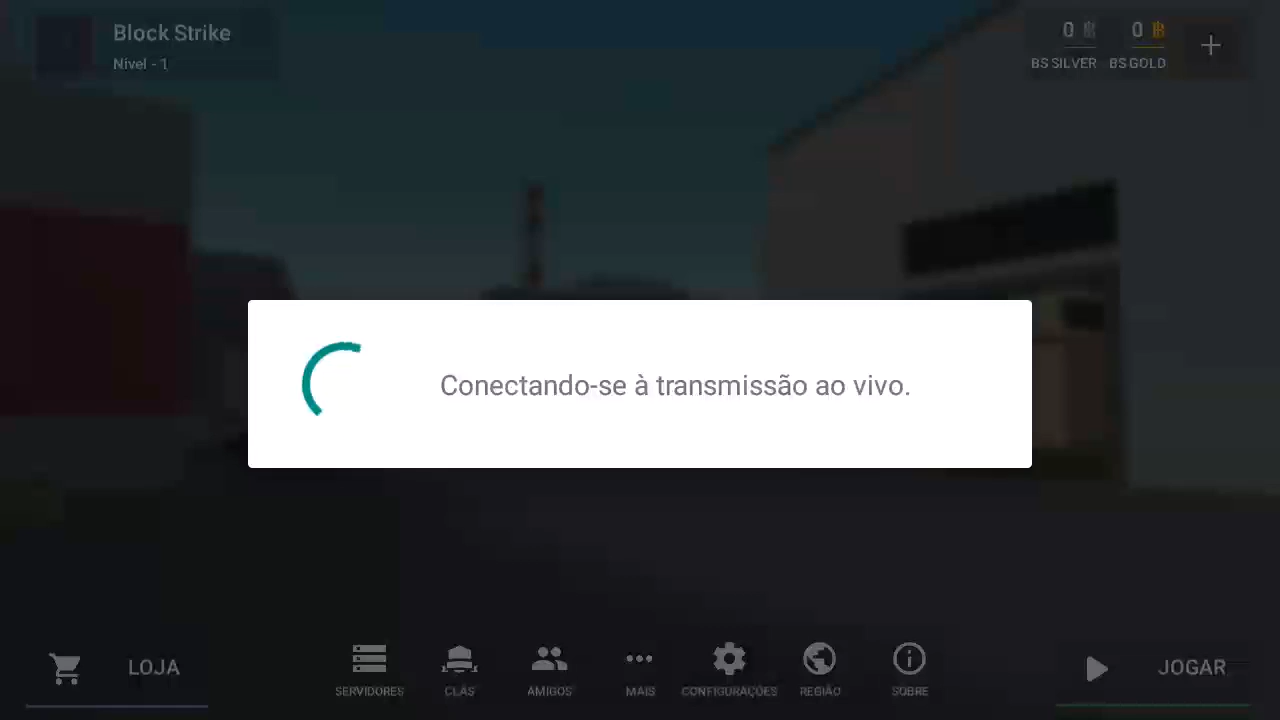 Block Strike
Nível - 1
0 0
BS SILVER BS GOLD
Conectando-se à transmissão ao vivo.
LOJA
SERVIDORES CLÃS AMIGOS MAIS CONFIGURAÇÕES REGIÃO SOBRE
JOGAR